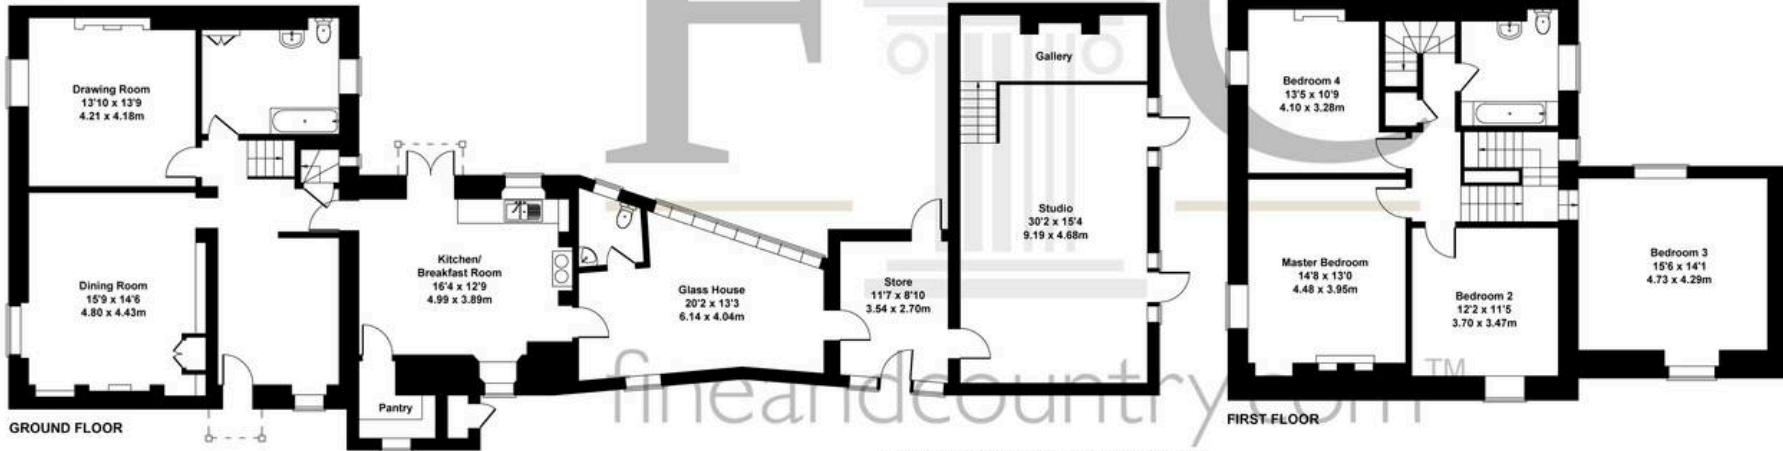 Drawing Room
13'10 x 13'9
4.21 x 4.18m
Dining Room
15'9 x 14'6
4.80 x 4.43m
Kitchen/
Breakfast Room
16'4 x 12'9
4.99 x 3.89m
Pantry
Glass House
20'2 x 13'3
6.14 x 4.04m
Store
11'7 x 8'10
3.54 x 2.70m
Gallery
Studio
30'2 x 15'4
9.19 x 4.68m
GROUND FLOOR
Bedroom 4
13'5 x 10'9
4.10 x 3.28m
Master Bedroom
14'8 x 13'0
4.48 x 3.95m
Bedroom 2
12'2 x 11'5
3.70 x 3.47m
Bedroom 3
15'6 x 14'1
4.73 x 4.29m
FIRST FLOOR
F C
fineandcountry.com™